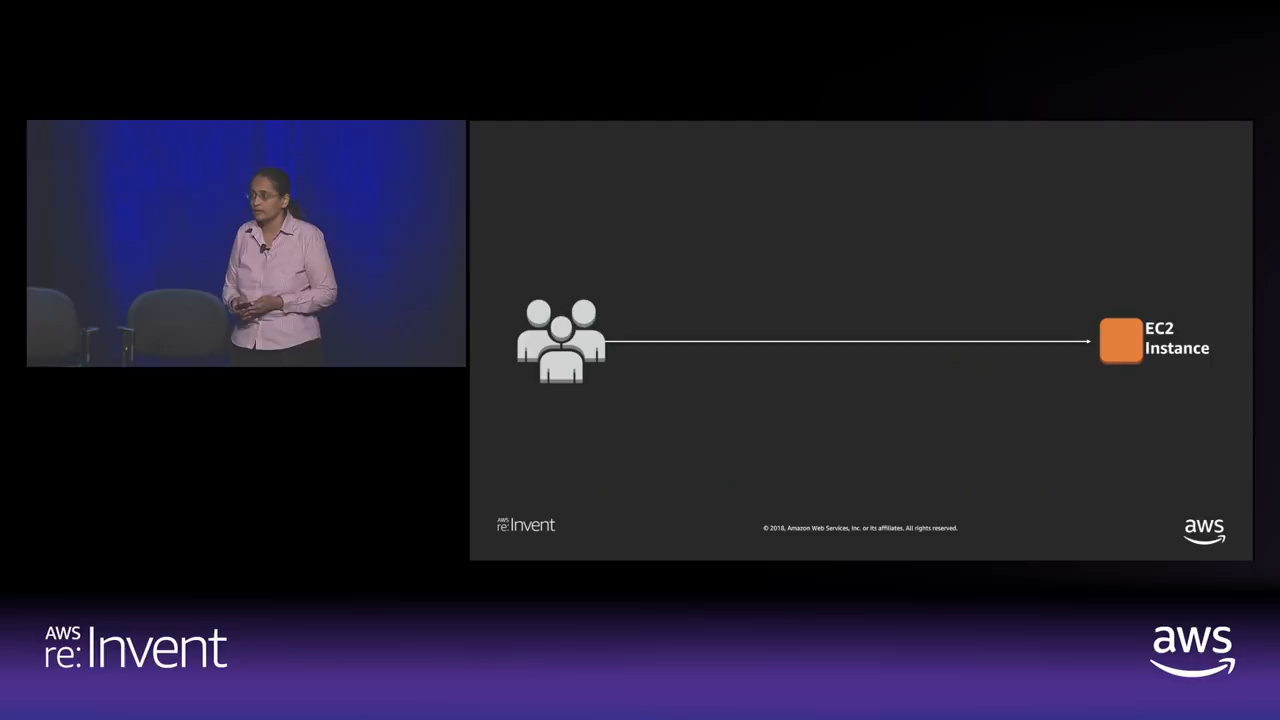 EC2
Instance
AWS
re:Invent
© 2018, Amazon Web Services, Inc. or its affiliates. All rights reserved.
aws
AWS
re:Invent
aws